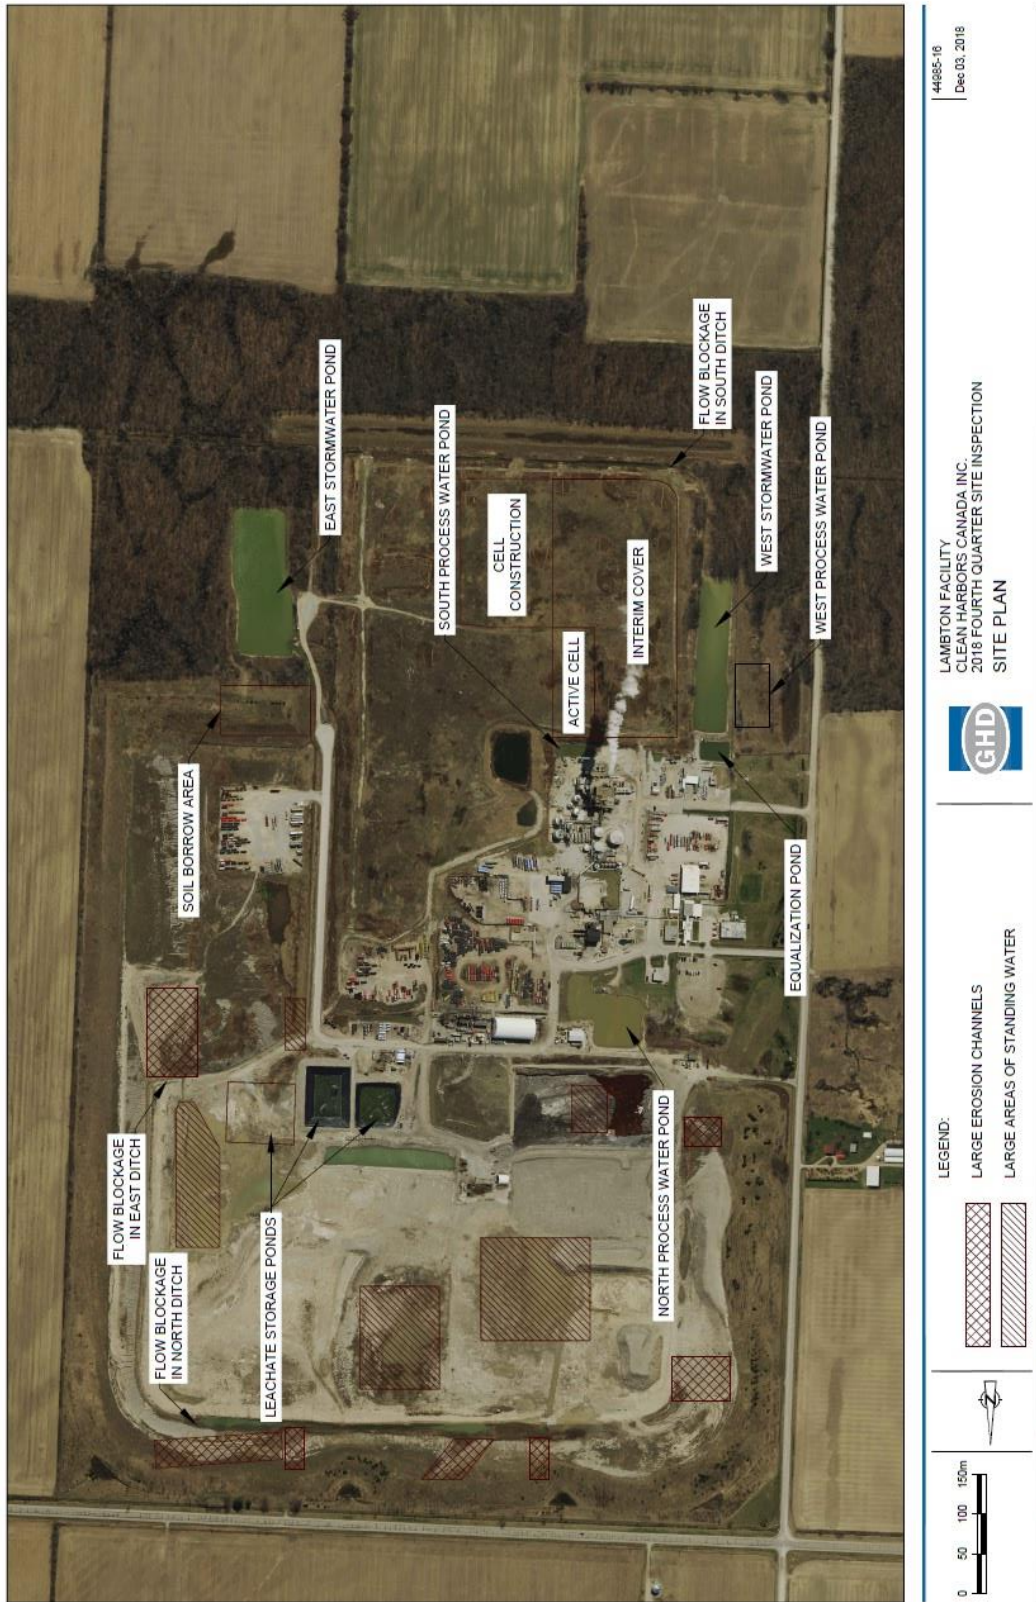 EAST STORMWATER POND
SOUTH PROCESS WATER POND
CELL
CONSTRUCTION
FLOW BLOCKAGE
IN SOUTH DITCH
SOIL BORROW AREA
ACTIVE CELL
INTERIM COVER
WEST STORMWATER POND
WEST PROCESS WATER POND
EQUALIZATION POND
FLOW BLOCKAGE
IN EAST DITCH
FLOW BLOCKAGE
IN NORTH DITCH
LEACHATE STORAGE PONDS
NORTH PROCESS WATER POND
0 50 100 150m
N
LEGEND:
LARGE EROSION CHANNELS
LARGE AREAS OF STANDING WATER
GHD
LAMBTON FACILITY
CLEAN HARBORS CANADA INC.
2018 FOURTH QUARTER SITE INSPECTION
SITE PLAN
44985-16
Dec 03, 2018